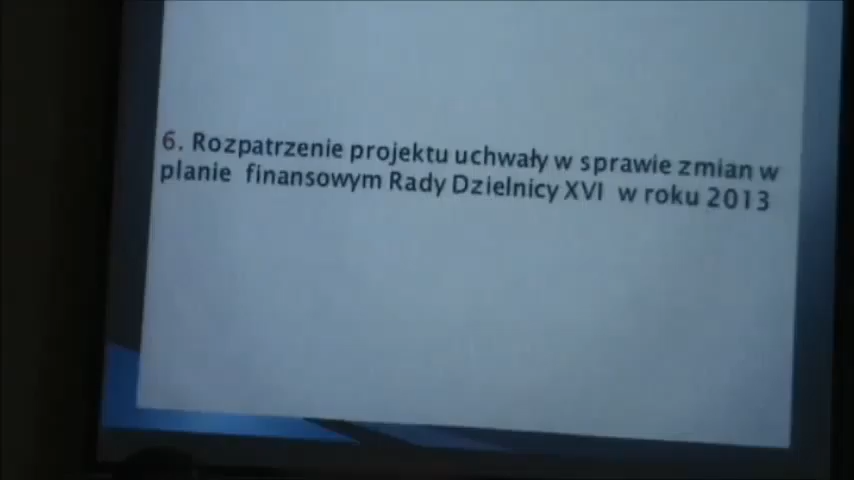 6. Rozpatrzenie projektu uchwały w sprawie zmian w
planie finansowym Rady Dzielnicy XVI w roku 2013